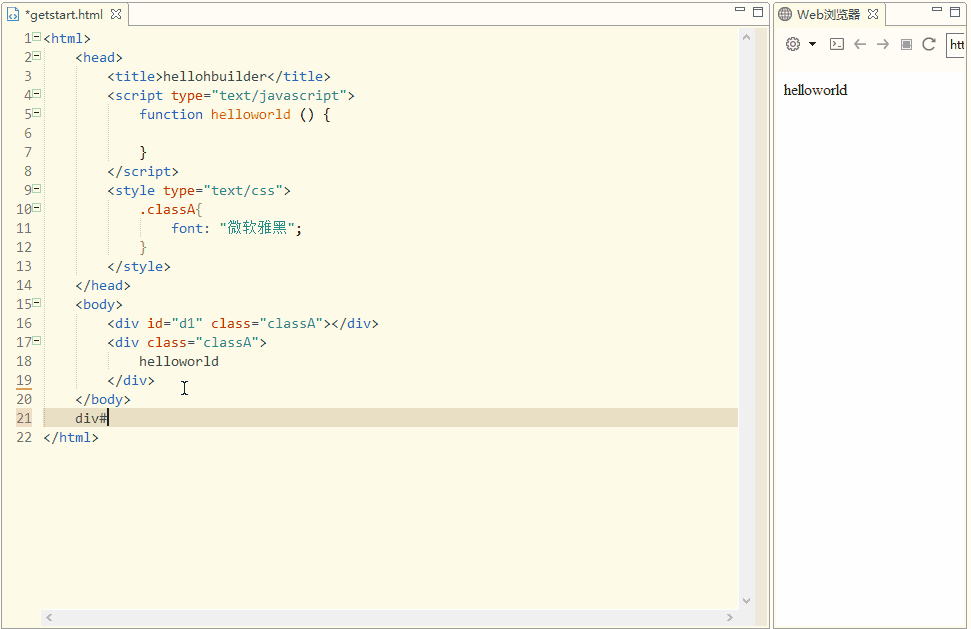 *getstart.html
Web浏览器
htt
1 <html>
2 <head>
3 <title>hellohbuilder</title>
4 <script type="text/javascript">
5 function helloworld () {
6
7 }
8 </script>
9 <style type="text/css">
10 .classA{
11 font: "微软雅黑";
12 }
13 </style>
14 </head>
15 <body>
16 <div id="d1" class="classA"></div>
17 <div class="classA">
18 helloworld
19 </div>
20 </body>
21 div#
22 </html>
helloworld